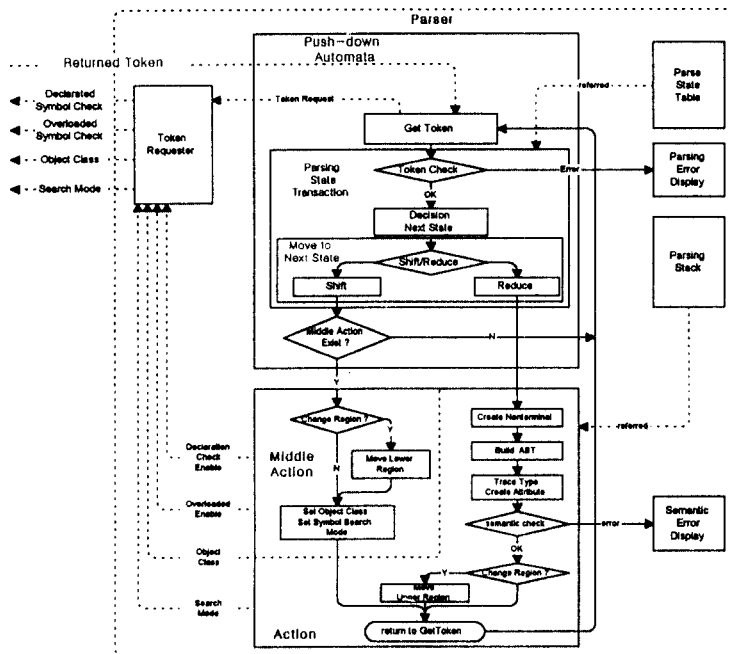 Parser
Push-down
Automata
Returned Token
Declarated
Symbol Check
Overloaded
Symbol Check
Object Class
Search Mode
Token
Requester
Token Request
Get Token
referred
Parse
State
Table
Parsing
State
Transaction
Token Check
Error
Parsing
Error
Display
OK
Decision
Next State
Move to
Next State
Shift/Reduce
Shift
Reduce
Parsing
Stack
Middle Action
Exist ?
N
Y
Change Region ?
Y
N
Move Lower
Region
Middle
Action
Set Object Class
Set Symbol Search
Mode
Create Nonterminal
Build ABT
Trace Type
Create Attribute
semantic check
error
Semantic
Error
Display
OK
Change Region ?
Y
Move
Upper Region
return to GetToken
Action
referred
Declaration
Check
Enable
Overloaded
Enable
Object
Class
Search
Mode